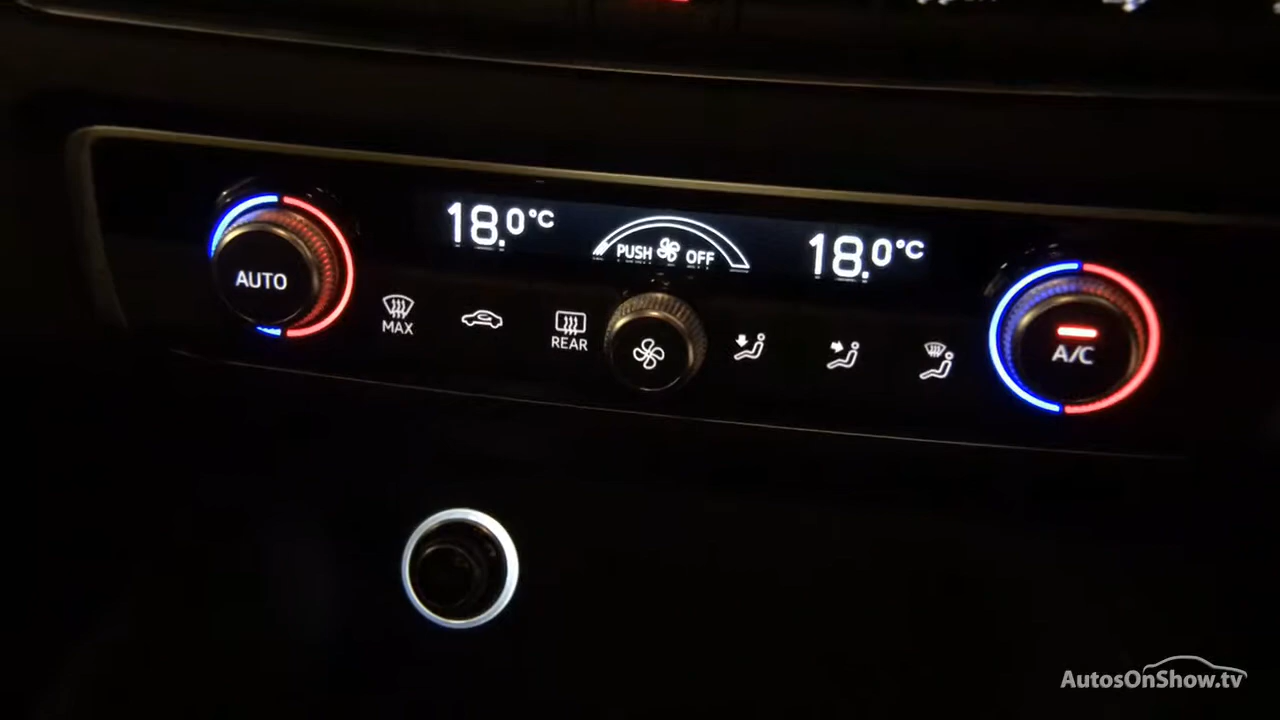 18.0°C
PUSH OFF
18.0°C
AUTO
MAX
REAR
A/C
AutosOnShow.tv